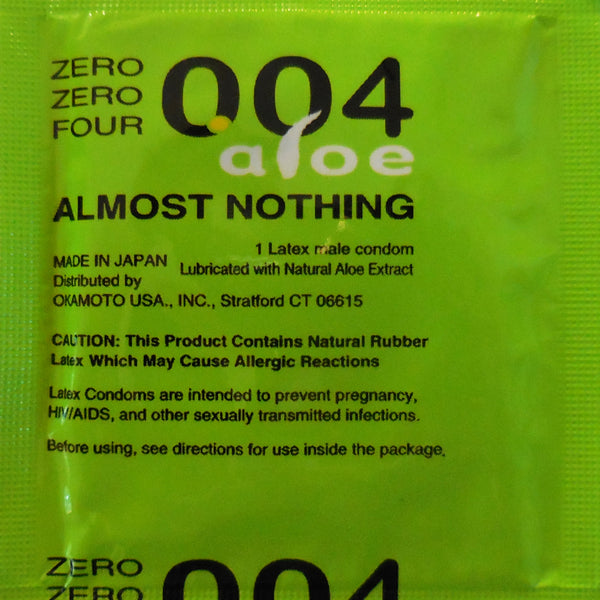 ZERO
ZERO
FOUR
004
aloe
ALMOST NOTHING
1 Latex male condom
Lubricated with Natural Aloe Extract
MADE IN JAPAN
Distributed by
OKAMOTO USA., INC., Stratford CT 06615
CAUTION: This Product Contains Natural Rubber
Latex Which May Cause Allergic Reactions
Latex Condoms are intended to prevent pregnancy,
HIV/AIDS, and other sexually transmitted infections.
Before using, see directions for use inside the package.
ZERO
ZERO
004